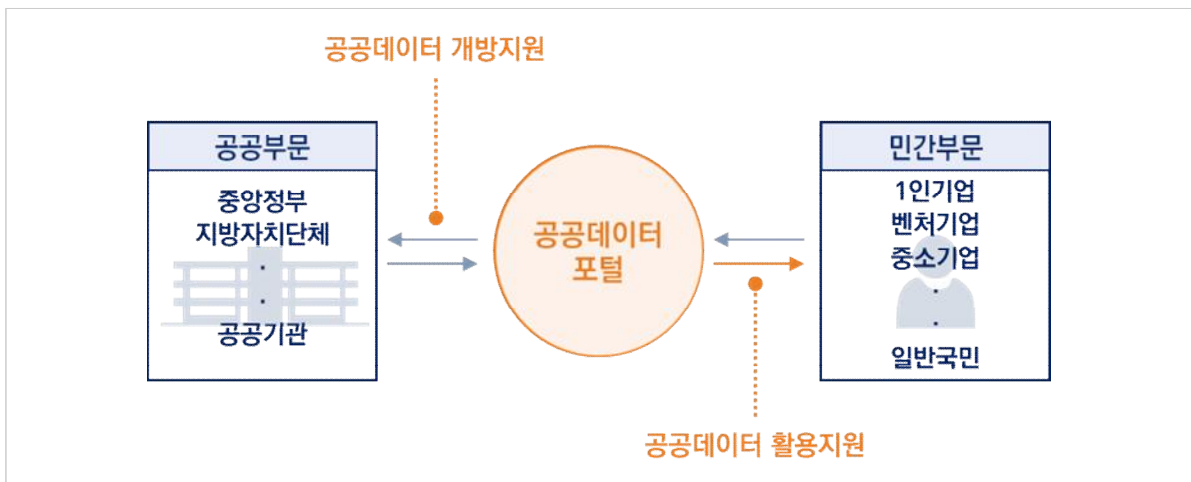 공공데이터 개방지원
공공부문
중앙정부
지방자치단체
공공기관
공공데이터
포털
민간부문
1인기업
벤처기업
중소기업
일반국민
공공데이터 활용지원